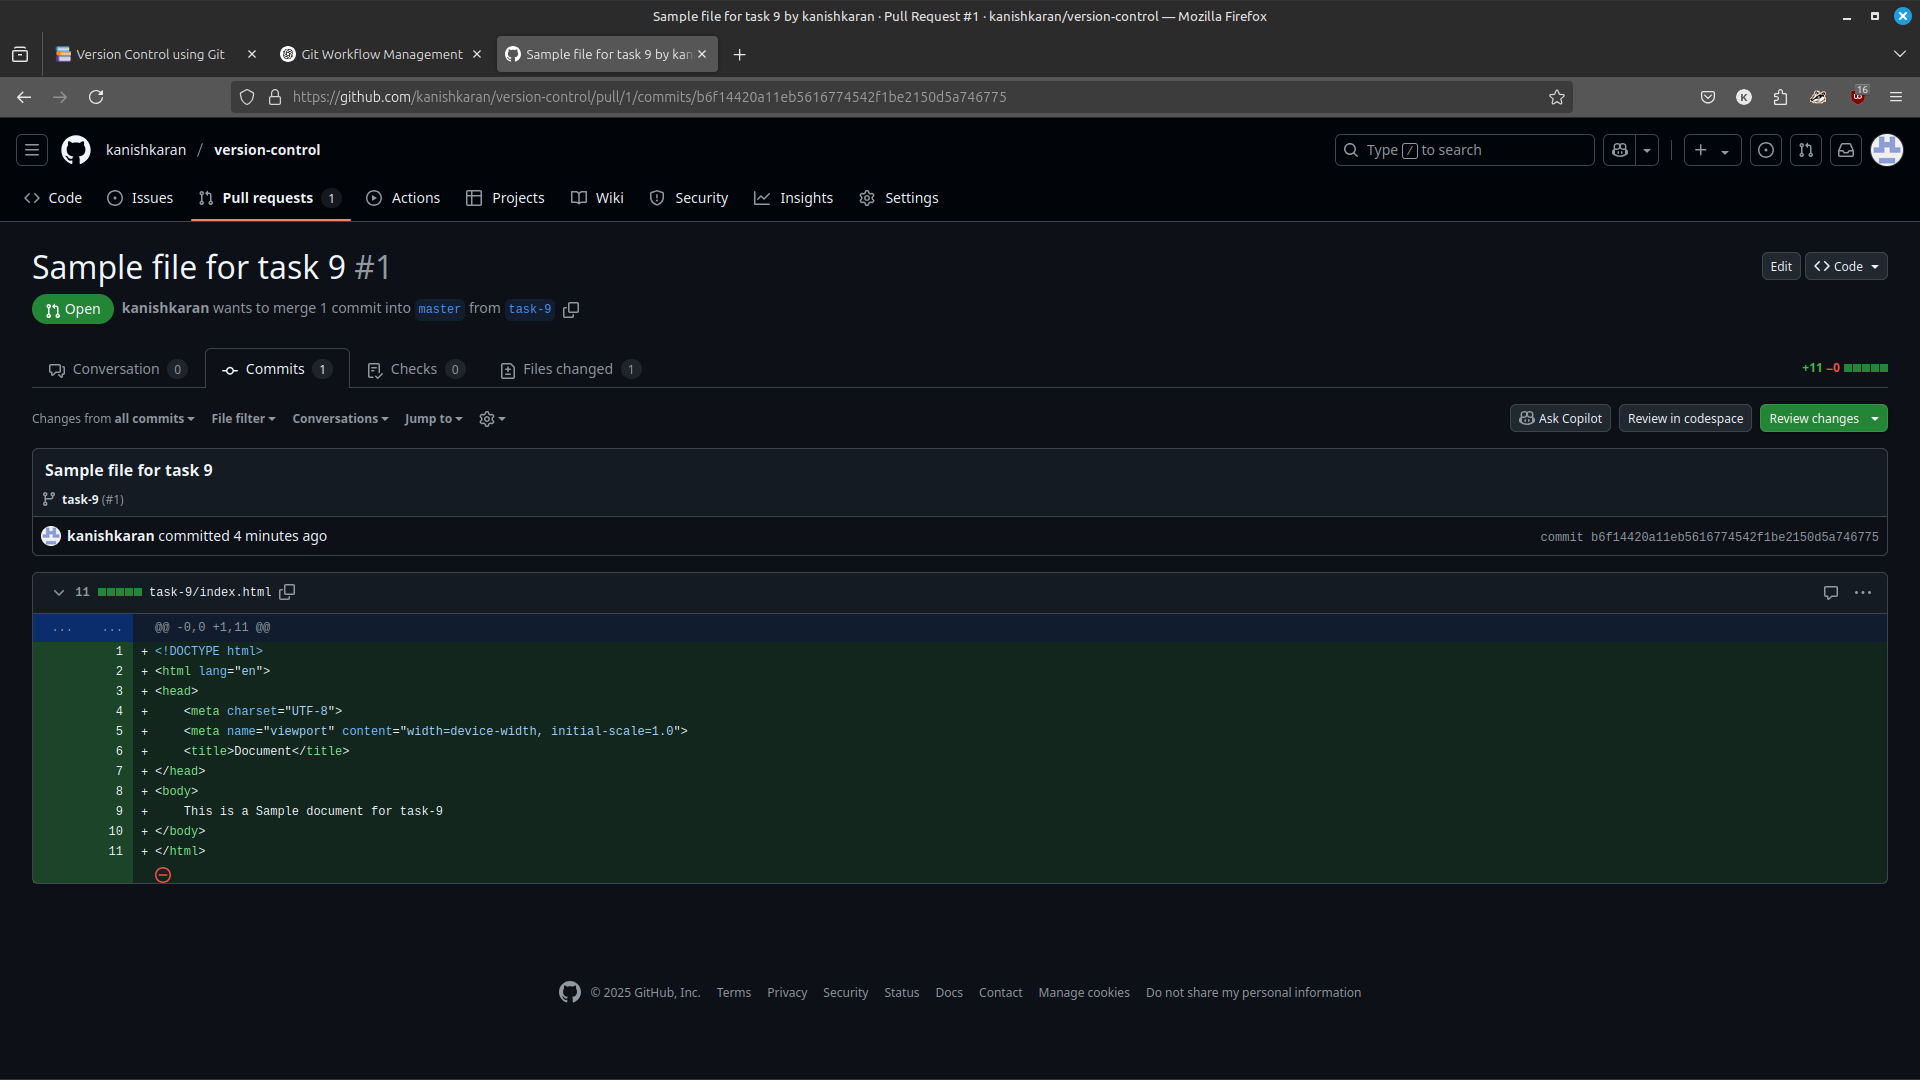 Sample file for task 9 by kanishkaran · Pull Request #1 · kanishkaran/version-control — Mozilla Firefox
Version Control using Git
Git Workflow Management
Sample file for task 9 by kan
https://github.com/kanishkaran/version-control/pull/1/commits/b6f14420a11eb5616774542f1be2150d5a746775
K
16
kanishkaran / version-control
Type / to search
Code Issues Pull requests 1 Actions Projects Wiki Security Insights Settings
Sample file for task 9 #1
Edit Code
Open kanishkaran wants to merge 1 commit into master from task-9
Conversation 0 Commits 1 Checks 0 Files changed 1
+11 −0
Changes from all commits File filter Conversations Jump to
Ask Copilot Review in codespace Review changes
Sample file for task 9
task-9 (#1)
kanishkaran committed 4 minutes ago
commit b6f14420a11eb5616774542f1be2150d5a746775
11 task-9/index.html
... ... @@ -0,0 +1,11 @@
1 + <!DOCTYPE html>
2 + <html lang="en">
3 + <head>
4 + <meta charset="UTF-8">
5 + <meta name="viewport" content="width=device-width, initial-scale=1.0">
6 + <title>Document</title>
7 + </head>
8 + <body>
9 + This is a Sample document for task-9
10 + </body>
11 + </html>
© 2025 GitHub, Inc. Terms Privacy Security Status Docs Contact Manage cookies Do not share my personal information